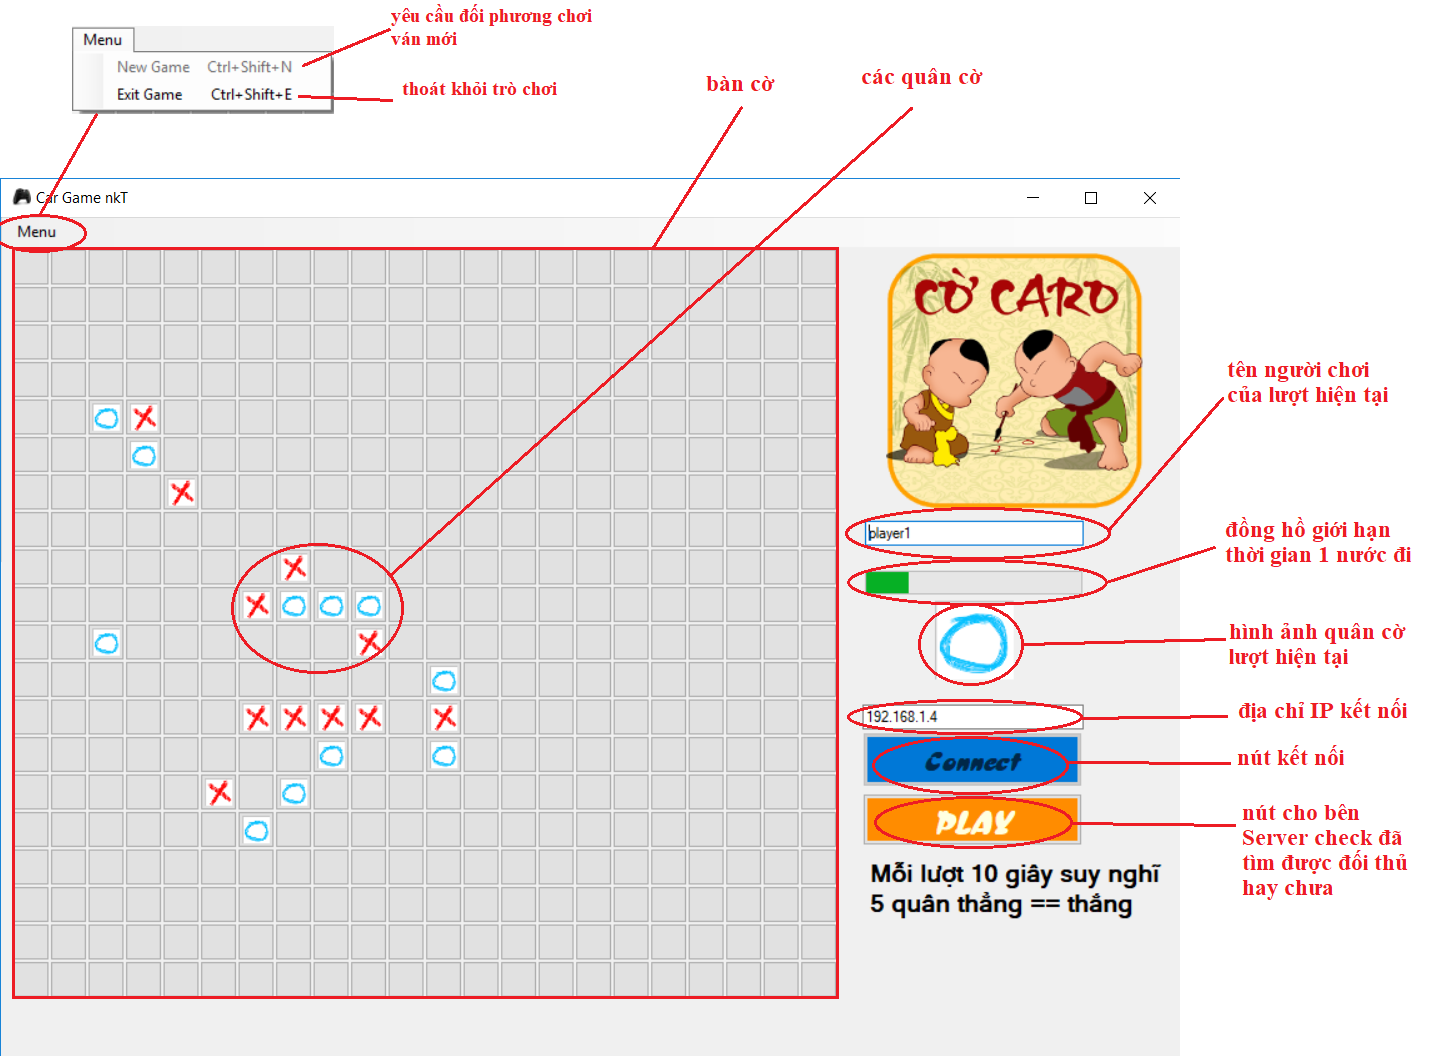 yêu cầu đối phương chơi
ván mới
Menu
New Game Ctrl+Shift+N
Exit Game Ctrl+Shift+E
thoát khỏi trò chơi
bàn cờ
các quân cờ
Car Game nkT
Menu
CỜ CARO
tên người chơi
của lượt hiện tại
player1
đồng hồ giới hạn
thời gian 1 nước đi
hình ảnh quân cờ
lượt hiện tại
192.168.1.4
địa chỉ IP kết nối
Connect
nút kết nối
PLAY
nút cho bên
Server check đã
tìm được đối thủ
hay chưa
Mỗi lượt 10 giây suy nghĩ
5 quân thẳng == thắng